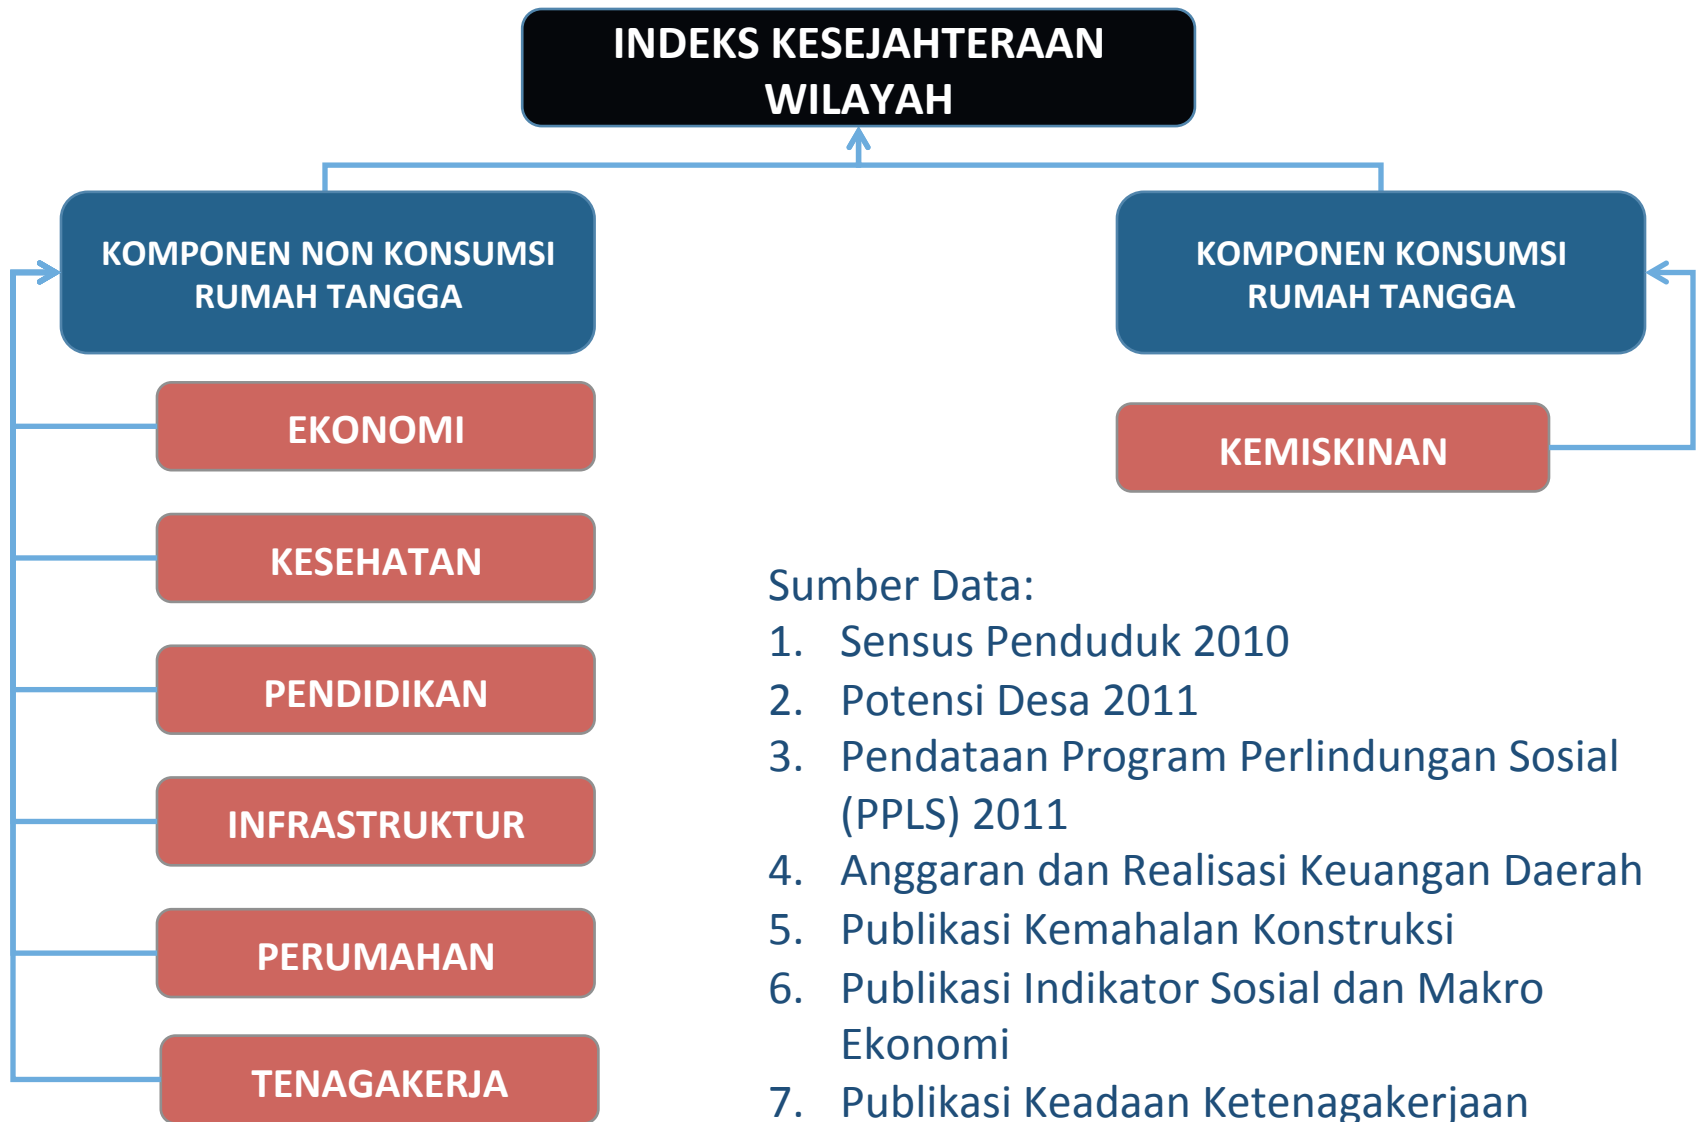 INDEKS KESEJAHTERAAN
WILAYAH
KOMPONEN NON KONSUMSI
RUMAH TANGGA
KOMPONEN KONSUMSI
RUMAH TANGGA
EKONOMI
KESEHATAN
PENDIDIKAN
INFRASTRUKTUR
PERUMAHAN
TENAGAKERJA
KEMISKINAN
Sumber Data:
1. Sensus Penduduk 2010
2. Potensi Desa 2011
3. Pendataan Program Perlindungan Sosial
(PPLS) 2011
4. Anggaran dan Realisasi Keuangan Daerah
5. Publikasi Kemahalan Konstruksi
6. Publikasi Indikator Sosial dan Makro
Ekonomi
7. Publikasi Keadaan Ketenagakerjaan